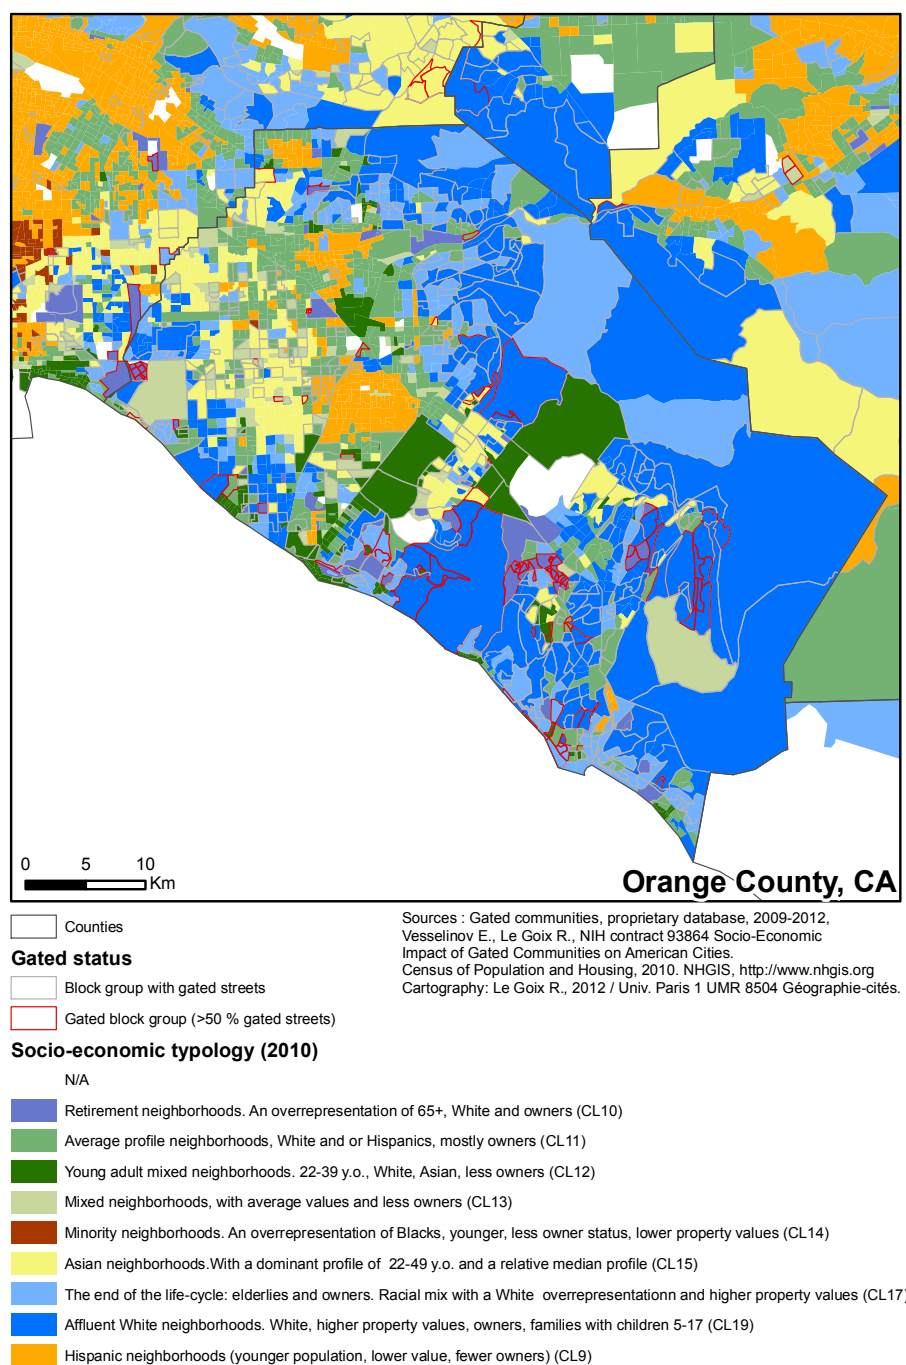 0 5 10
Km
Orange County, CA
Counties
Gated status
Block group with gated streets
Gated block group (>50 % gated streets)
Sources : Gated communities, proprietary database, 2009-2012,
Vesselinov E., Le Goix R., NIH contract 93864 Socio-Economic
Impact of Gated Communities on American Cities.
Census of Population and Housing, 2010. NHGIS, http://www.nhgis.org
Cartography: Le Goix R., 2012 / Univ. Paris 1 UMR 8504 Géographie-cités.
Socio-economic typology (2010)
N/A
Retirement neighborhoods. An overrepresentation of 65+, White and owners (CL10)
Average profile neighborhoods, White and or Hispanics, mostly owners (CL11)
Young adult mixed neighborhoods. 22-39 y.o., White, Asian, less owners (CL12)
Mixed neighborhoods, with average values and less owners (CL13)
Minority neighborhoods. An overrepresentation of Blacks, younger, less owner status, lower property values (CL14)
Asian neighborhoods.With a dominant profile of 22-49 y.o. and a relative median profile (CL15)
The end of the life-cycle: elderlies and owners. Racial mix with a White overrepresentationn and higher property values (CL17)
Affluent White neighborhoods. White, higher property values, owners, families with children 5-17 (CL19)
Hispanic neighborhoods (younger population, lower value, fewer owners) (CL9)